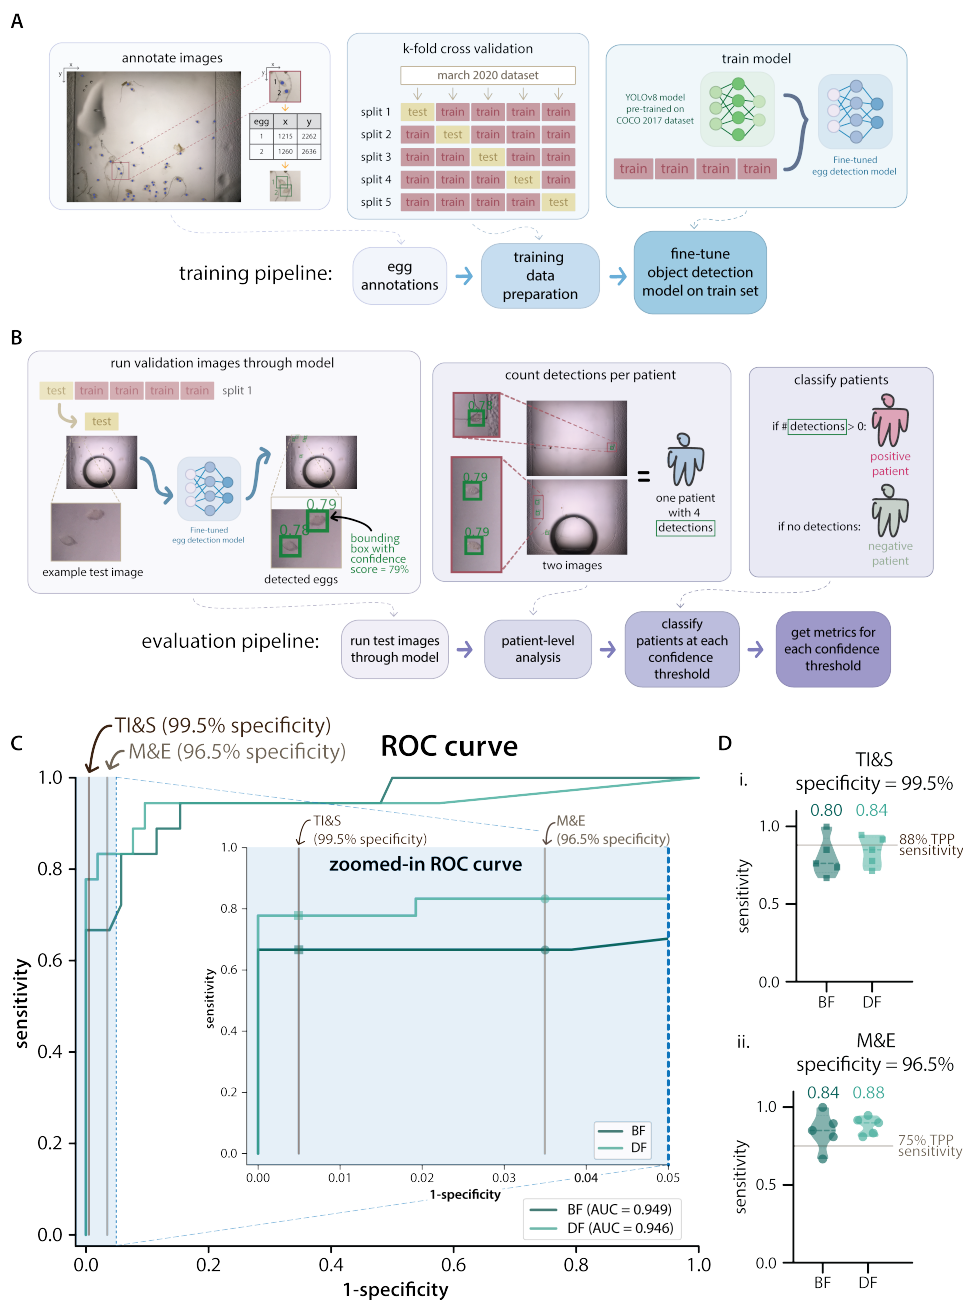 A
annotate images
x
y
x
y
1
2
egg x y
1 1215 2262
2 1260 2636
1
2
k-fold cross validation
march 2020 dataset
split 1 test train train train train
split 2 train test train train train
split 3 train train test train train
split 4 train train train test train
split 5 train train train train test
train model
YOLOv8 model
pre-trained on
COCO 2017 dataset
train train train train
Fine-tuned
egg detection model
training pipeline:
egg
annotations
training
data
preparation
fine-tune
object detection
model on train set
B
run validation images through model
test train train train train split 1
test
Fine-tuned
egg detection model
example test image
0.79
0.78
detected eggs
bounding
box with
confidence
score = 79%
count detections per patient
0.79
0.79
two images
=
one patient
with 4
detections
classify patients
if # detections > 0:
positive
patient
if no detections:
negative
patient
evaluation pipeline:
run test images
through model
patient-level
analysis
classify
patients at each
confidence
threshold
get metrics for
each confidence
threshold
C
TI&S (99.5% specificity)
M&E (96.5% specificity)
ROC curve
1.0
0.8
0.6
0.4
0.2
0.0
sensitivity
0.0 0.2 0.4 0.6 0.8 1.0
1-specificity
TI&S
(99.5% specificity)
M&E
(96.5% specificity)
zoomed-in ROC curve
1.0
0.8
0.6
0.4
0.2
0.0
sensitivity
0.00 0.01 0.02 0.03 0.04 0.05
1-specificity
BF
DF
BF (AUC = 0.949)
DF (AUC = 0.946)
D
i.
TI&S
specificity = 99.5%
0.80 0.84
1.0
0.5
0.0
sensitivity
88% TPP
sensitivity
BF DF
ii.
M&E
specificity = 96.5%
0.84 0.88
1.0
0.5
0.0
sensitivity
75% TPP
sensitivity
BF DF